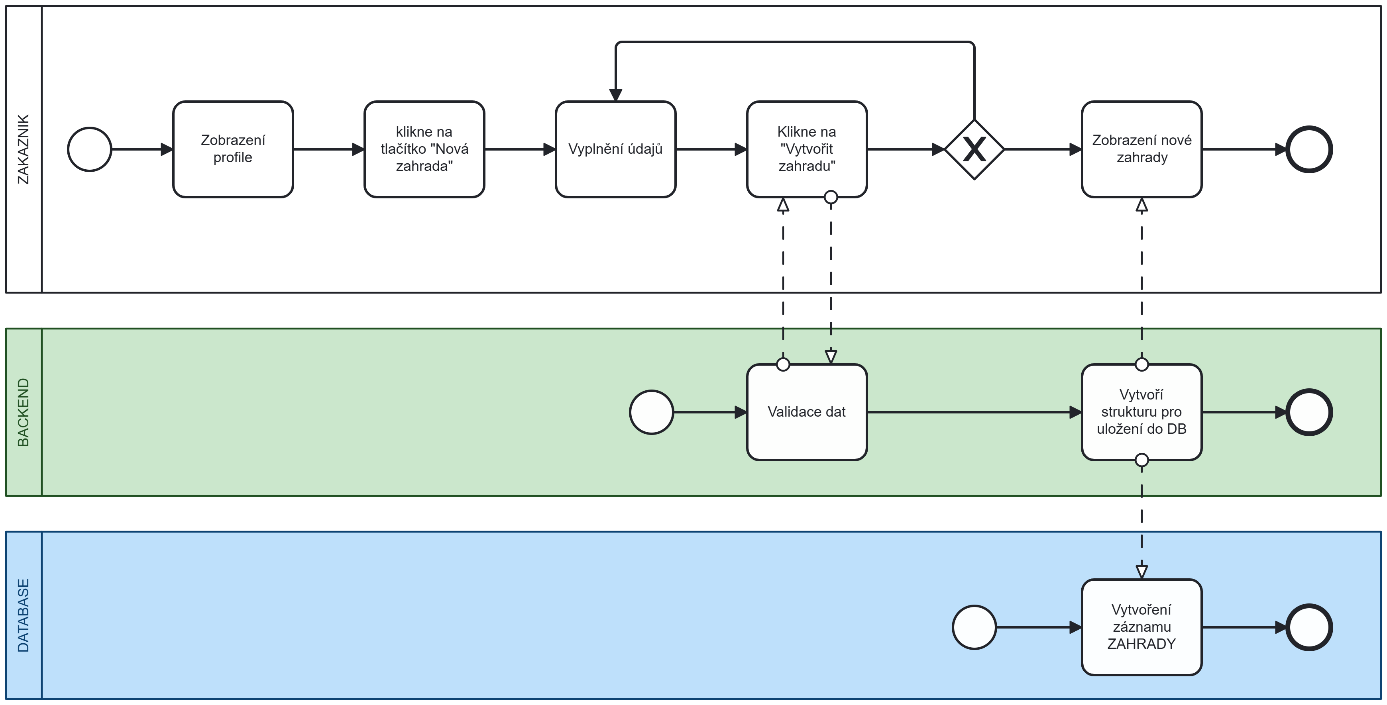 ZAKAZNIK
Zobrazení
profile
klikne na
tlačítko "Nová
zahrada"
Vyplnění údajů
Klikne na
"Vytvořit
zahradu"
X
Zobrazení nové
zahrady
BACKEND
Validace dat
Vytvoří
strukturu pro
uložení do DB
DATABASE
Vytvoření
záznamu
ZAHRADY